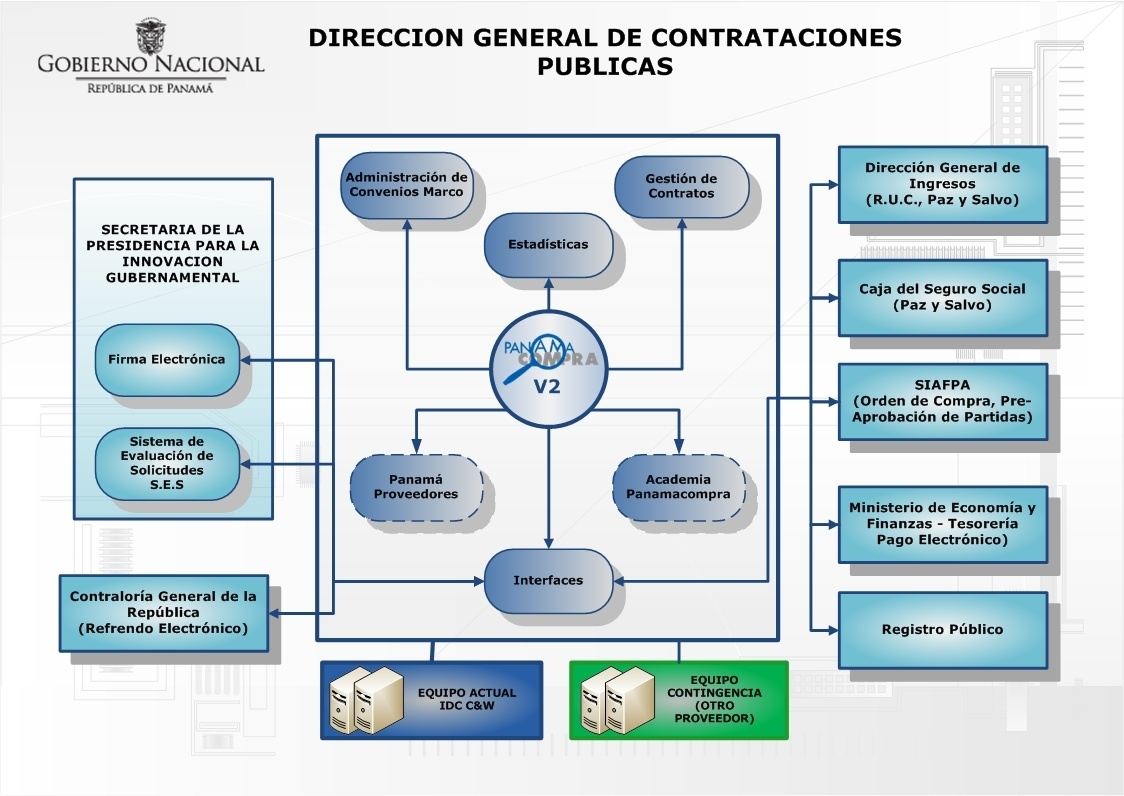 GOBIERNO NACIONAL
REPÚBLICA DE PANAMÁ
DIRECCION GENERAL DE CONTRATACIONES
PUBLICAS
SECRETARIA DE LA
PRESIDENCIA PARA LA
INNOVACION
GUBERNAMENTAL
Firma Electrónica
Sistema de
Evaluación de
Solicitudes
S.E.S
Contraloría General de la
República
(Refrendo Electrónico)
Administración de
Convenios Marco
Estadísticas
Gestión de
Contratos
PANAMA
COMPRA
V2
Panamá
Proveedores
Academia
Panamacompra
Interfaces
EQUIPO ACTUAL
IDC C&W
EQUIPO
CONTINGENCIA
(OTRO
PROVEEDOR)
Dirección General de
Ingresos
(R.U.C., Paz y Salvo)
Caja del Seguro Social
(Paz y Salvo)
SIAFPA
(Orden de Compra, Pre-
Aprobación de Partidas)
Ministerio de Economía y
Finanzas - Tesorería
Pago Electrónico)
Registro Público